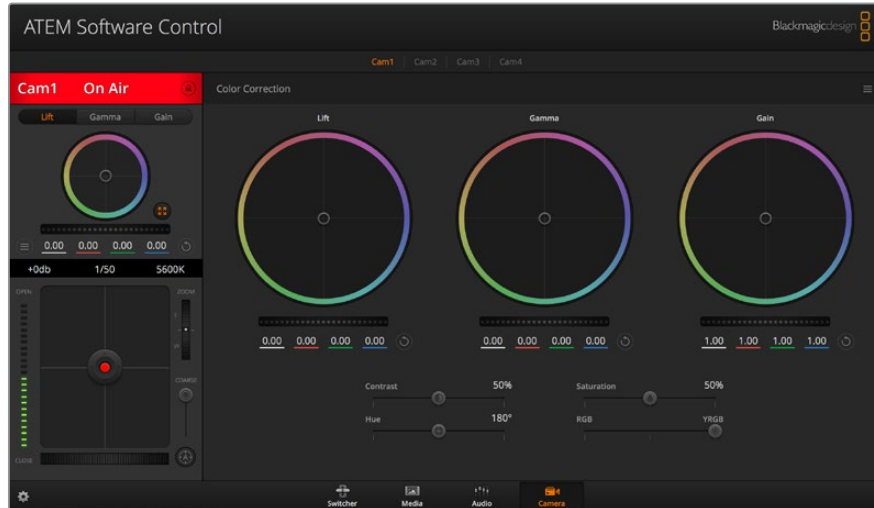 ATEM Software Control
Blackmagicdesign
Cam1 Cam2 Cam3 Cam4
Cam1 On Air
Color Correction
Lift Gamma Gain
0.00 0.00 0.00 0.00
+0db 1/50 5600K
OPEN
ZOOM
COARSE
CLOSE
A
Lift Gamma Gain
0.00 0.00 0.00 0.00 0.00 0.00 0.00 0.00 1.00 1.00 1.00 1.00
Contrast 50% Saturation 50%
Hue 180° RGB YRGB
Switcher Media Audio Camera